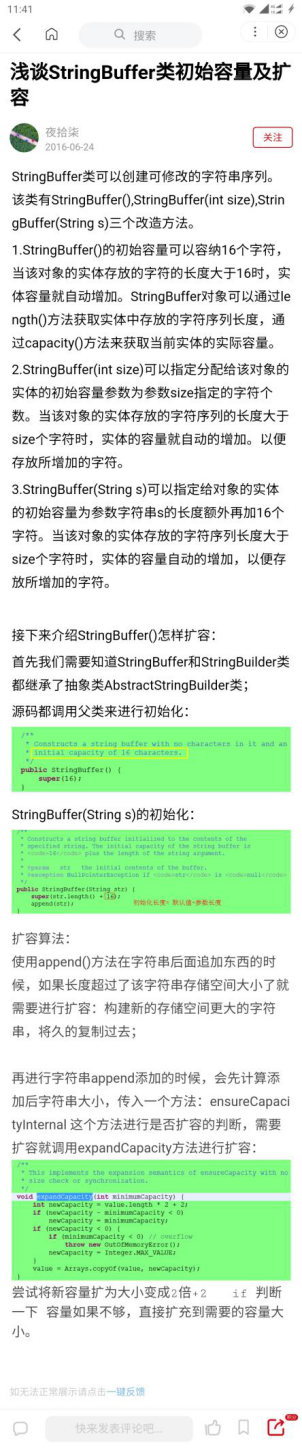 11:41
搜索
浅谈StringBuffer类初始容量及扩
容
夜拾柒
2016-06-24
关注
StringBuffer类可以创建可修改的字符串序列。
该类有StringBuffer(),StringBuffer(int size),Strin
gBuffer(String s)三个改造方法。
1.StringBuffer()的初始容量可以容纳16个字符，
当该对象的实体存放的字符的长度大于16时，实
体容量就自动增加。StringBuffer对象可以通过le
ngth()方法获取实体中存放的字符序列长度，通
过capacity()方法来获取当前实体的实际容量。
2.StringBuffer(int size)可以指定分配给该对象的
实体的初始容量参数为参数size指定的字符个
数。当该对象的实体存放的字符序列的长度大于
size个字符时，实体的容量就自动的增加。以便
存放所增加的字符。
3.StringBuffer(String s)可以指定给对象的实体
的初始容量为参数字符串s的长度额外再加16个
字符。当该对象的实体存放的字符序列长度大于
size个字符时，实体的容量自动的增加，以便存
放所增加的字符。
接下来介绍StringBuffer()怎样扩容：
首先我们需要知道StringBuffer和StringBuilder类
都继承了抽象类AbstractStringBuilder类；
源码都调用父类来进行初始化：
/**
* Constructs a string buffer with no characters in it and an
* initial capacity of 16 characters.
*/
public StringBuffer() {
super(16);
}
StringBuffer(String s)的初始化：
/**
* Constructs a string buffer initialized to the contents of the
* specified string. The initial capacity of the string buffer is
* <code>16</code> plus the length of the string argument.
*
* @param str the initial contents of the buffer.
* @exception NullPointerException if <code>str</code> is <code>null</code>
*/
public StringBuffer(String str) {
super(str.length() + 16);
append(str); 初始化长度= 默认值+参数长度
}
扩容算法：
使用append()方法在字符串后面追加东西的时
候，如果长度超过了该字符串存储空间大小了就
需要进行扩容：构建新的存储空间更大的字符
串，将久的复制过去；
再进行字符串append添加的时候，会先计算添
加后字符串大小，传入一个方法：ensureCapaci
tyInternal 这个方法进行是否扩容的判断，需要
扩容就调用expandCapacity方法进行扩容：
/**
* This implements the expansion semantics of ensureCapacity with no
* size check or synchronization.
*/
void expandCapacity(int minimumCapacity) {
int newCapacity = value.length * 2 + 2;
if (newCapacity - minimumCapacity < 0)
newCapacity = minimumCapacity;
if (newCapacity < 0) {
if (minimumCapacity < 0) // overflow
throw new OutOfMemoryError();
newCapacity = Integer.MAX_VALUE;
}
value = Arrays.copyOf(value, newCapacity);
}
尝试将新容量扩为大小变成2倍+2 if 判断
一下 容量如果不够，直接扩充到需要的容量大
小。
如无法正常展示请点击一键反馈
快来发表评论吧...